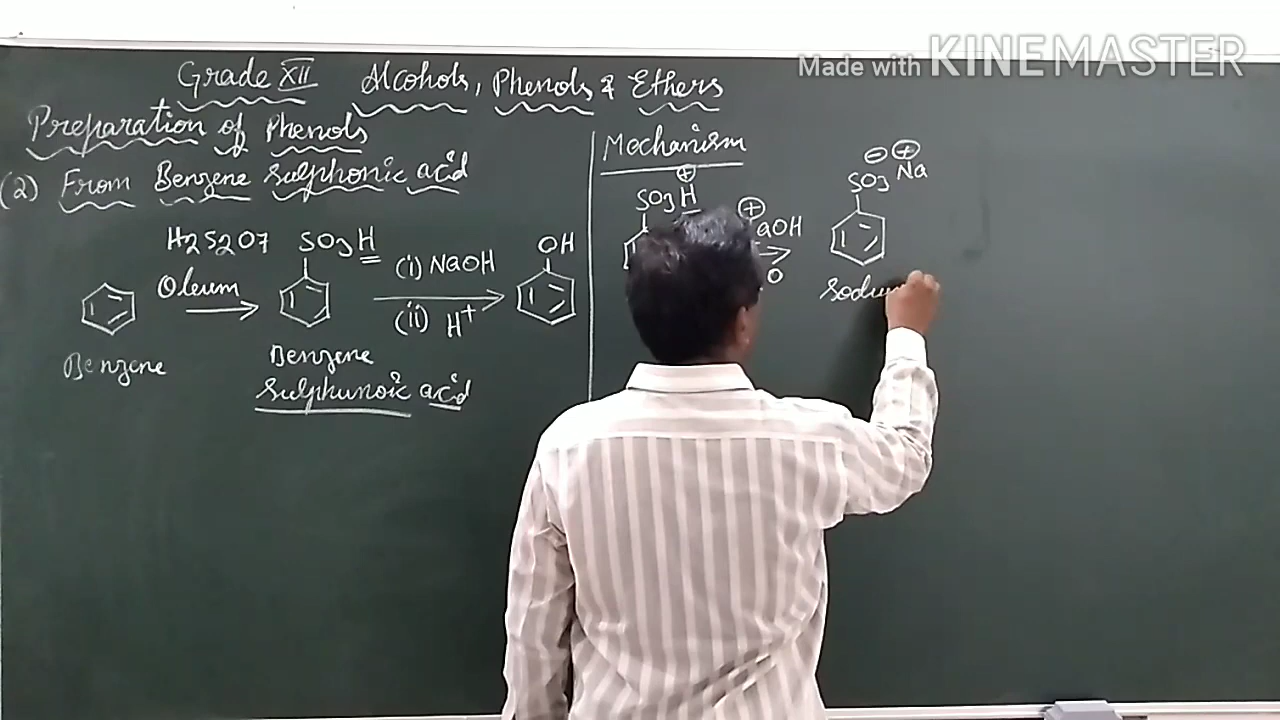 Made with KINEMASTER
Grade XII Alcohols, Phenols & Ethers
Preparation of Phenols
(2) From Benzene Sulphonic acid
H2S2O7
Oleum
SO3H
(i) NaOH
(ii) H+
OH
Benzene
Benzene
Sulphunoic acid
Mechanism
+
SO3H
+
aOH
O
- +
SO3 Na
Sodium